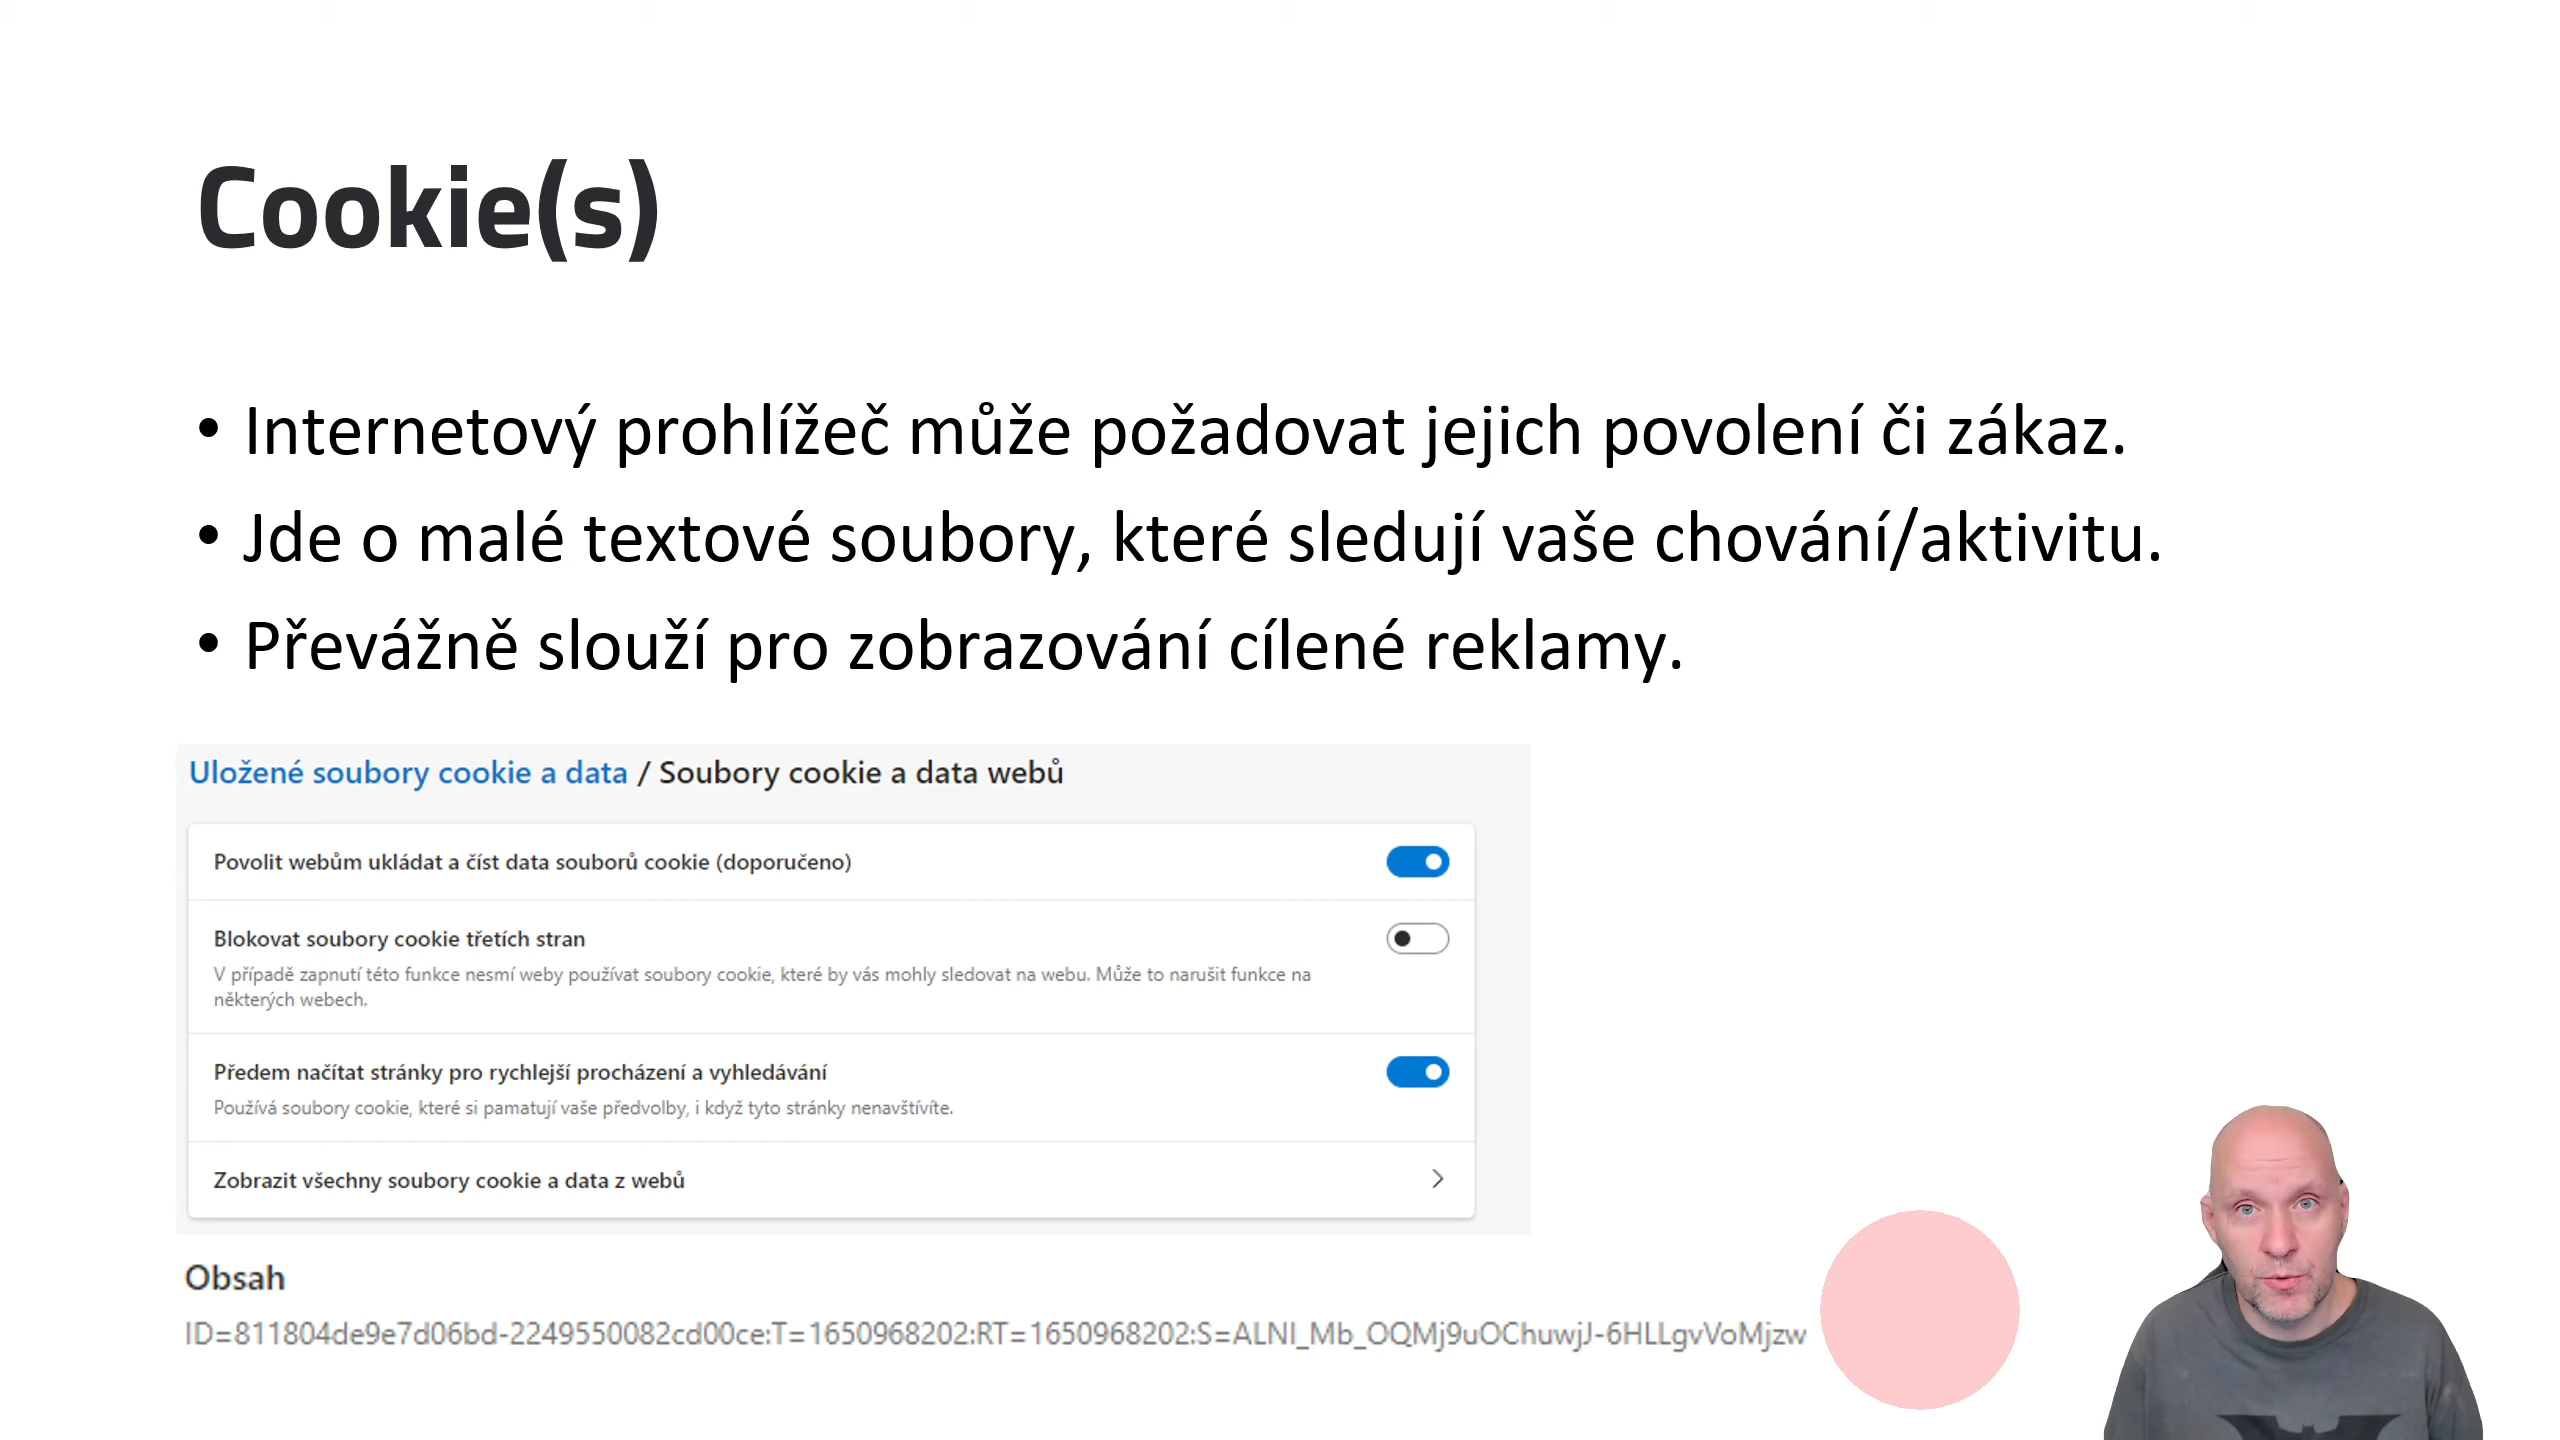 Cookie(s)
• Internetový prohlížeč může požadovat jejich povolení či zákaz.
• Jde o malé textové soubory, které sledují vaše chování/aktivitu.
• Převážně slouží pro zobrazování cílené reklamy.
Uložené soubory cookie a data / Soubory cookie a data webů
Povolit webům ukládat a číst data souborů cookie (doporučeno)
Blokovat soubory cookie třetích stran
V případě zapnutí této funkce nesmí weby používat soubory cookie, které by vás mohly sledovat na webu. Může to narušit funkce na
některých webech.
Předem načítat stránky pro rychlejší procházení a vyhledávání
Používá soubory cookie, které si pamatují vaše předvolby, i když tyto stránky nenavštívíte.
Zobrazit všechny soubory cookie a data z webů
Obsah
ID=811804de9e7d06bd-2249550082cd00ce:T=1650968202:RT=1650968202:S=ALNI_Mb_OQMj9uOChuwjJ-6HLLgvVoMjzw